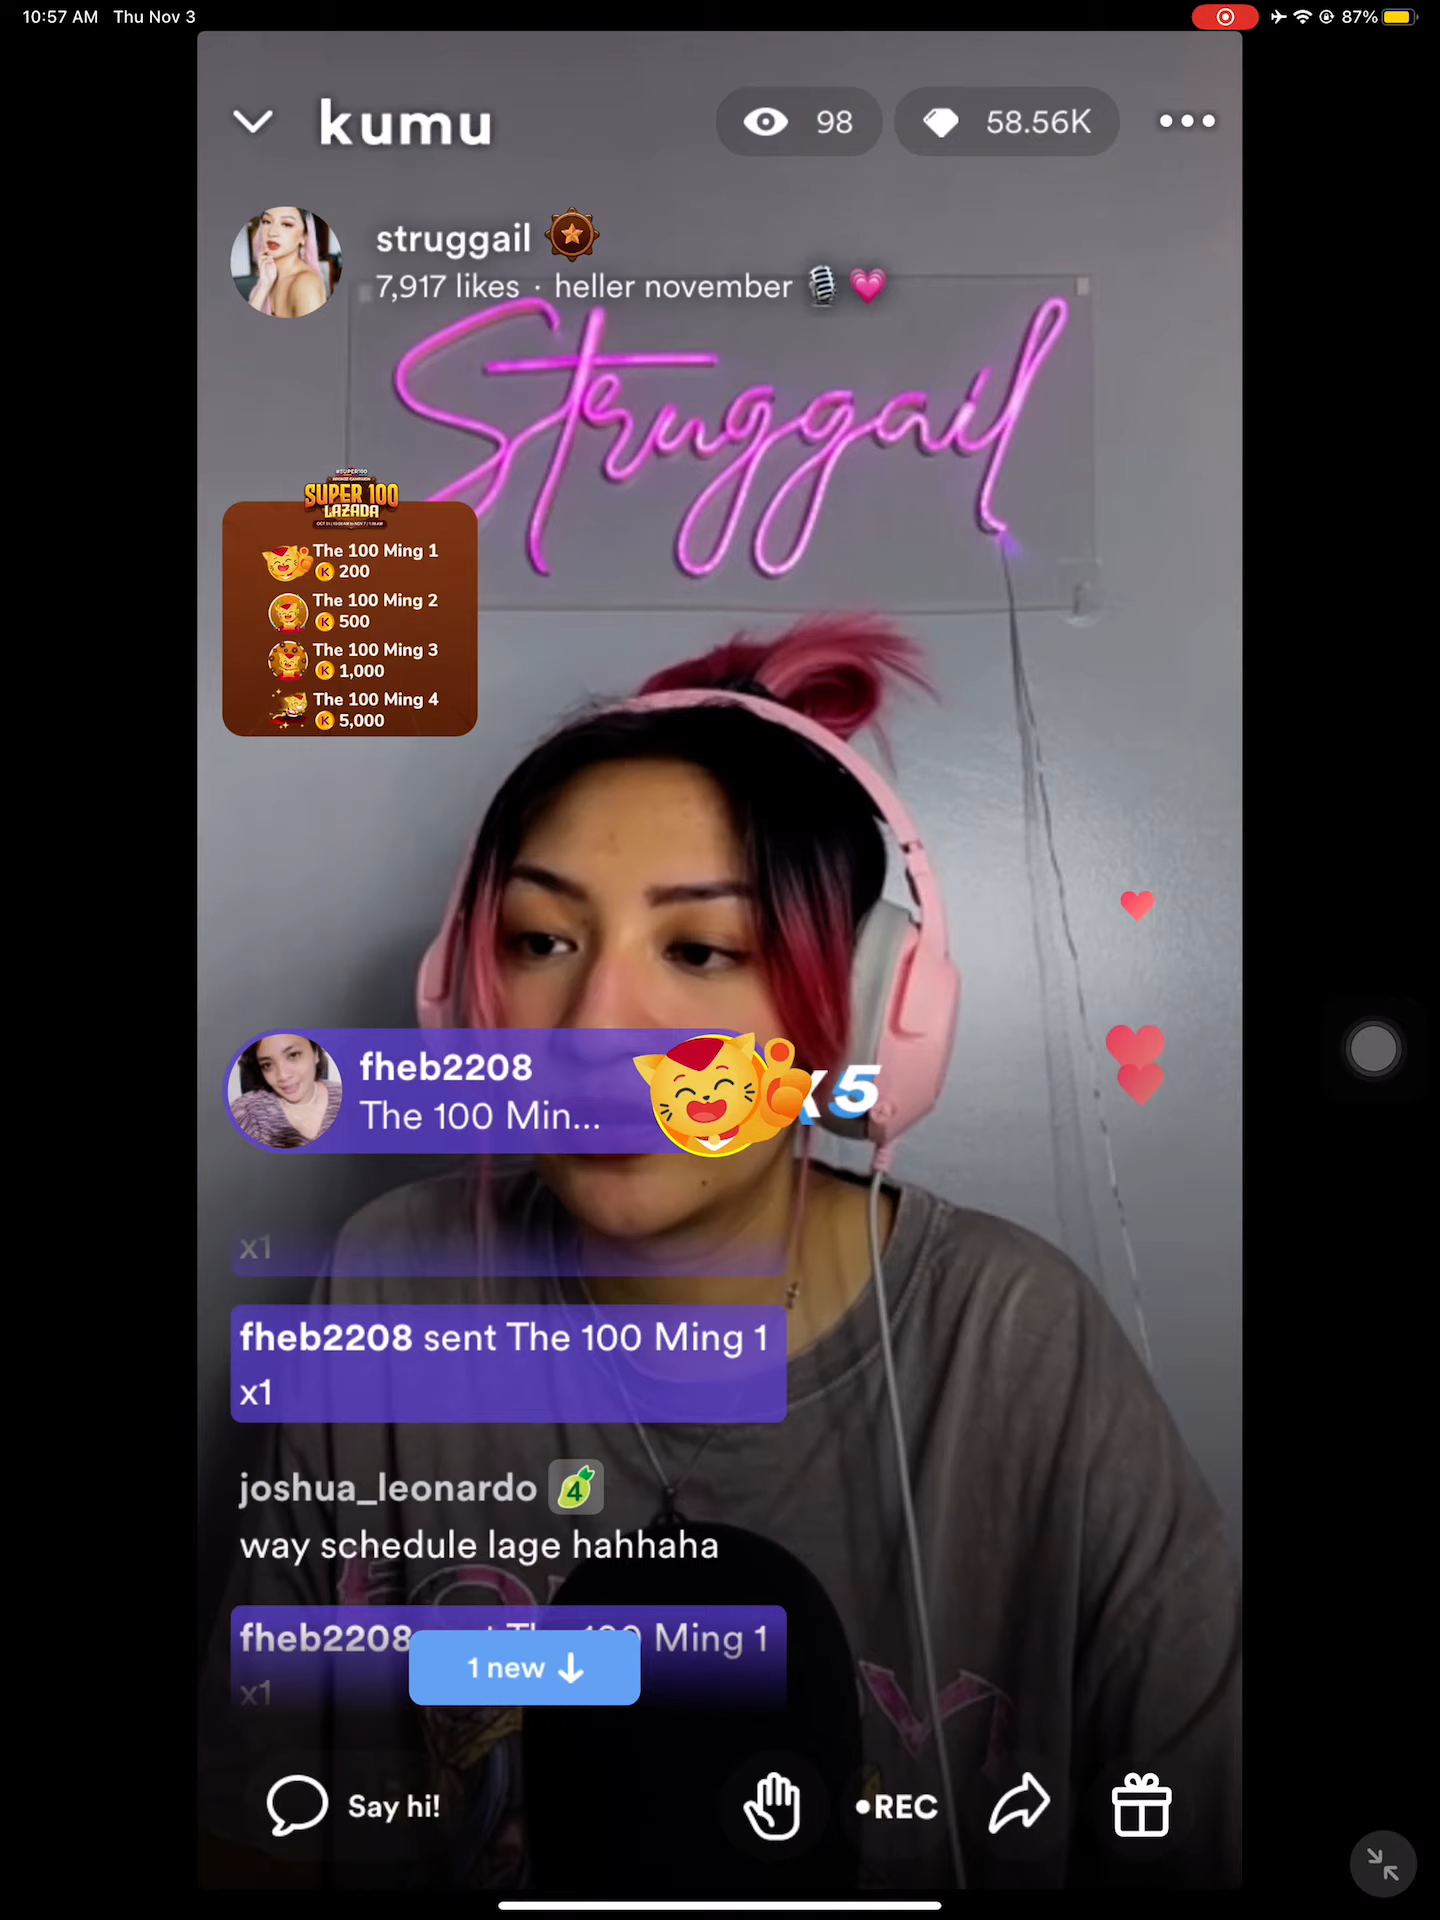 10:57 AM Thu Nov 3
87%
kumu
98
58.56K
struggail
7,917 likes · heller november
Struggail
#SUPER100
BRONZE CAMPAIGN
SUPER 100
LAZADA
The 100 Ming 1
K 200
The 100 Ming 2
K 500
The 100 Ming 3
K 1,000
The 100 Ming 4
K 5,000
fheb2208
The 100 Min...
x5
x1
fheb2208 sent The 100 Ming 1
x1
joshua_leonardo 4
way schedule lage hahhaha
fheb2208 Ming 1
x1
1 new
Say hi!
REC